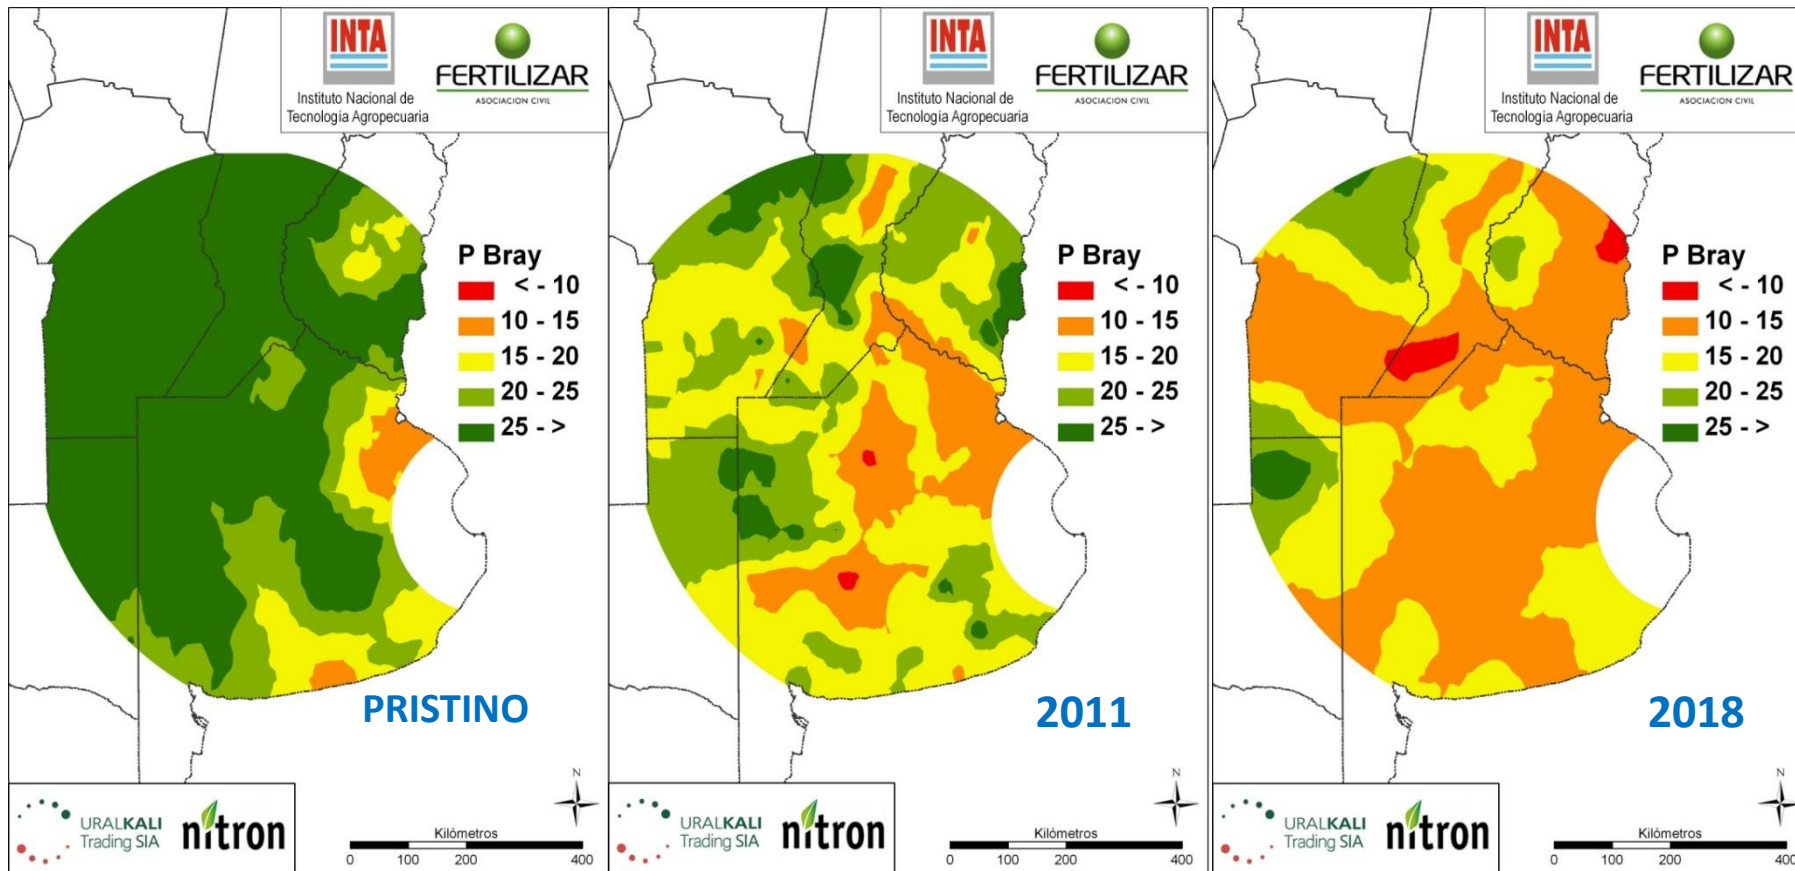 INTA
Instituto Nacional de
Tecnología Agropecuaria
FERTILIZAR
ASOCIACION CIVIL
P Bray
< - 10
10 - 15
15 - 20
20 - 25
25 - >
PRISTINO
URALKALI
Trading SIA
nitron
N
Kilómetros
0 100 200 400
INTA
Instituto Nacional de
Tecnología Agropecuaria
FERTILIZAR
ASOCIACION CIVIL
P Bray
< - 10
10 - 15
15 - 20
20 - 25
25 - >
2011
URALKALI
Trading SIA
nitron
N
Kilómetros
0 100 200 400
INTA
Instituto Nacional de
Tecnología Agropecuaria
FERTILIZAR
ASOCIACION CIVIL
P Bray
< - 10
10 - 15
15 - 20
20 - 25
25 - >
2018
URALKALI
Trading SIA
nitron
N
Kilómetros
0 100 200 400